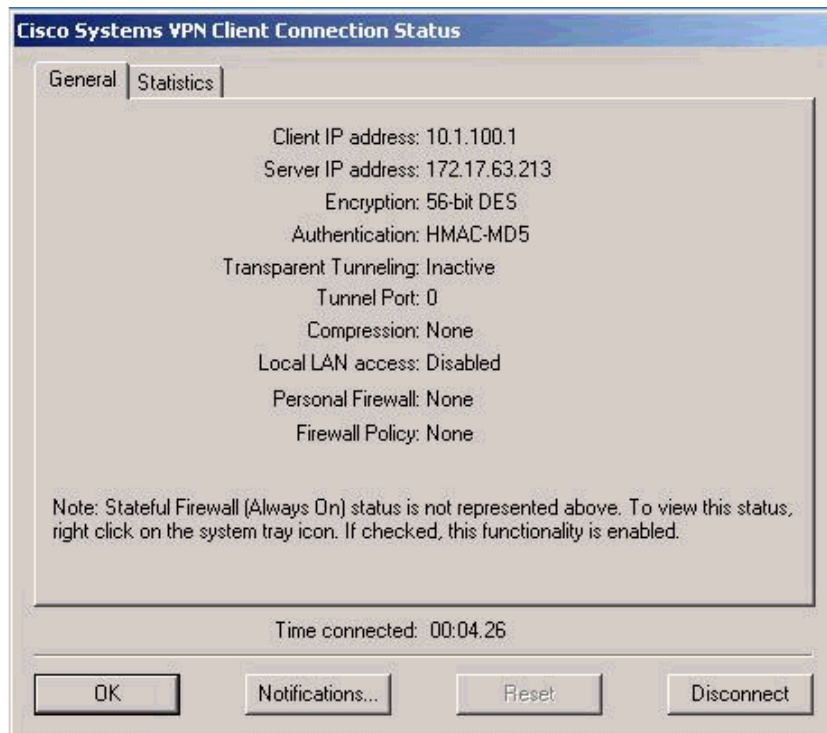 Cisco Systems VPN Client Connection Status
General
Statistics
Client IP address: 10.1.100.1
Server IP address: 172.17.63.213
Encryption: 56-bit DES
Authentication: HMAC-MD5
Transparent Tunneling: Inactive
Tunnel Port: 0
Compression: None
Local LAN access: Disabled
Personal Firewall: None
Firewall Policy: None
Note: Stateful Firewall (Always On) status is not represented above. To view this status,
right click on the system tray icon. If checked, this functionality is enabled.
Time connected: 00:04.26
OK
Notifications...
Reset
Disconnect